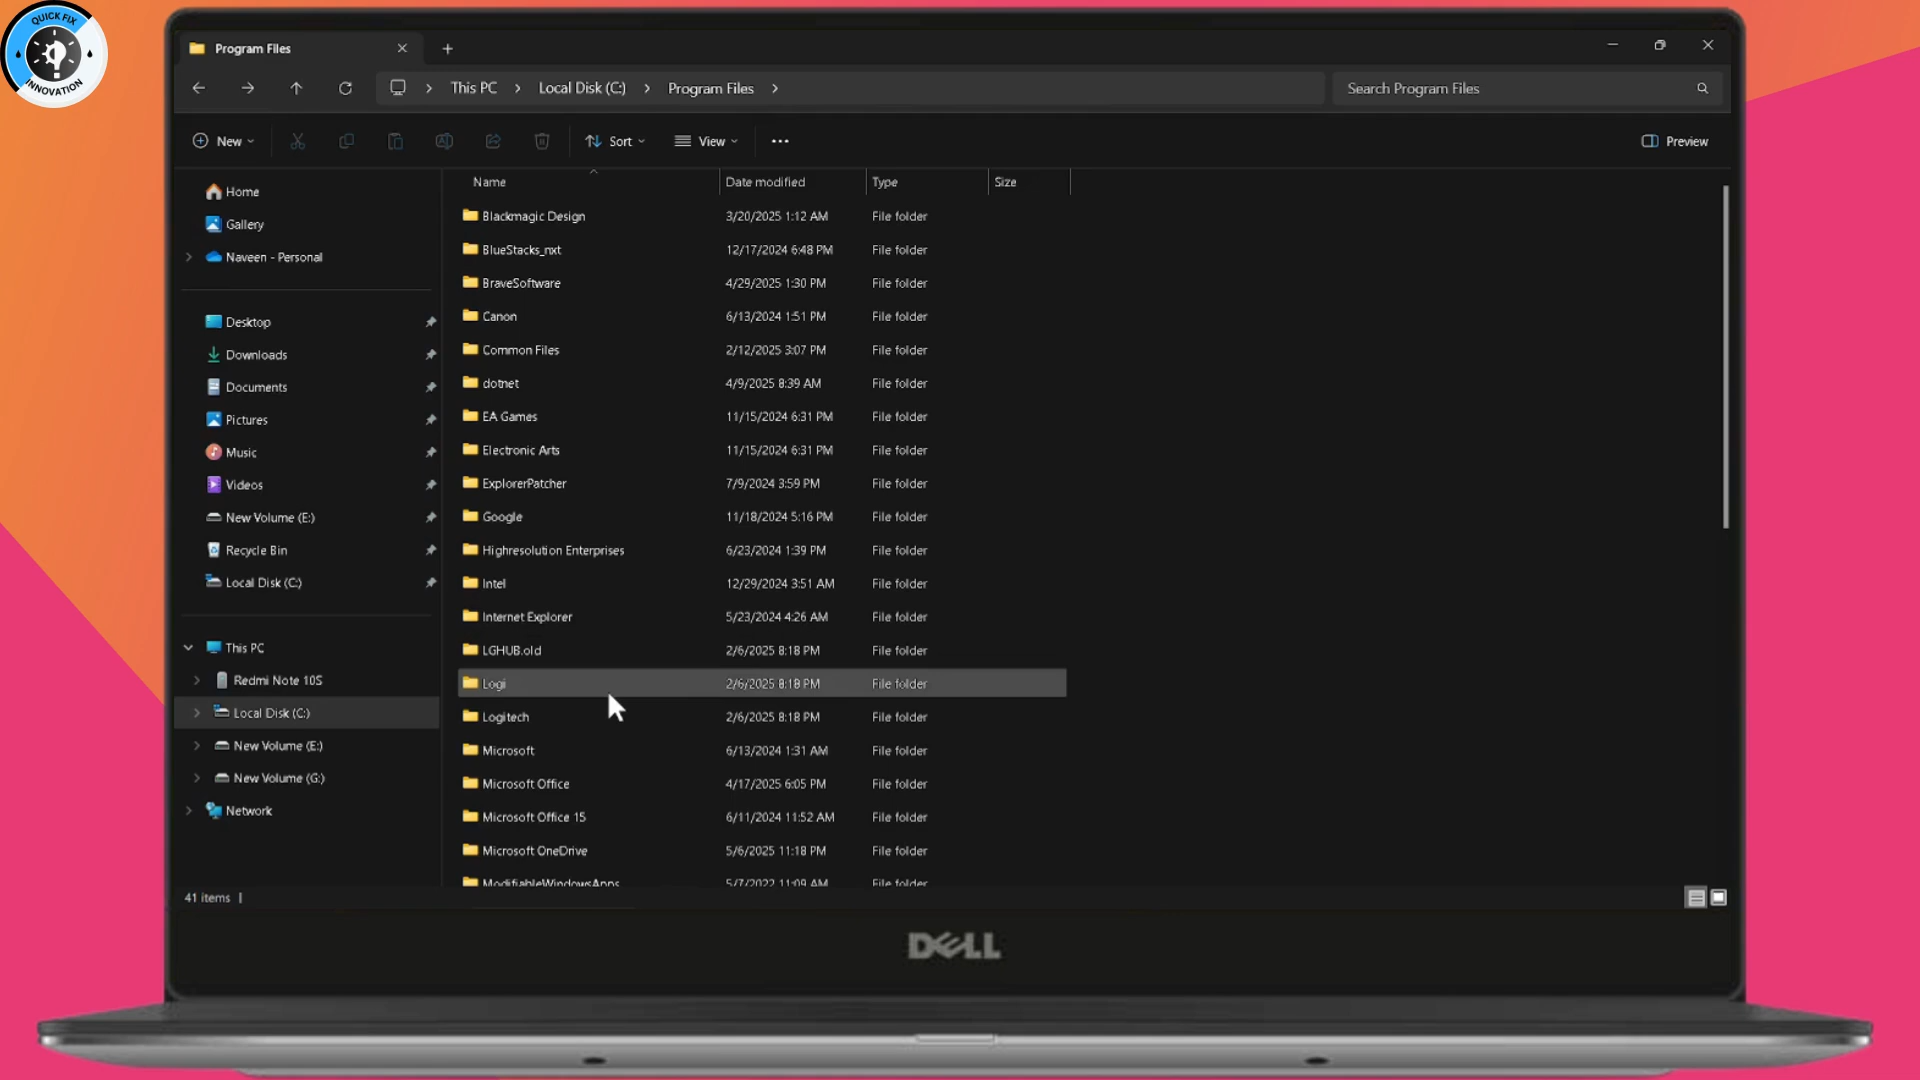 QUICK FIX
INNOVATION
Program Files
This PC > Local Disk (C:) > Program Files >
Search Program Files
New
Sort
View
Preview
Name Date modified Type Size
Home
Gallery
Naveen - Personal
Desktop
Downloads
Documents
Pictures
Music
Videos
New Volume (E:)
Recycle Bin
Local Disk (C:)
This PC
Redmi Note 10S
Local Disk (C:)
New Volume (E:)
New Volume (G:)
Network
Blackmagic Design 3/20/2025 1:12 AM File folder
BlueStacks_nxt 12/17/2024 6:48 PM File folder
BraveSoftware 4/29/2025 1:30 PM File folder
Canon 6/13/2024 1:51 PM File folder
Common Files 2/12/2025 3:07 PM File folder
dotnet 4/9/2025 8:39 AM File folder
EA Games 11/15/2024 6:31 PM File folder
Electronic Arts 11/15/2024 6:31 PM File folder
ExplorerPatcher 7/9/2024 3:59 PM File folder
Google 11/18/2024 5:16 PM File folder
Highresolution Enterprises 6/23/2024 1:39 PM File folder
Intel 12/29/2024 3:51 AM File folder
Internet Explorer 5/23/2024 4:26 AM File folder
LGHUB.old 2/6/2025 8:18 PM File folder
Logi 2/6/2025 8:18 PM File folder
Logitech 2/6/2025 8:18 PM File folder
Microsoft 6/13/2024 1:31 AM File folder
Microsoft Office 4/17/2025 6:05 PM File folder
Microsoft Office 15 6/11/2024 11:52 AM File folder
Microsoft OneDrive 5/6/2025 11:18 PM File folder
ModifiableWindowsApps 5/7/2022 11:09 AM File folder
41 items
DELL